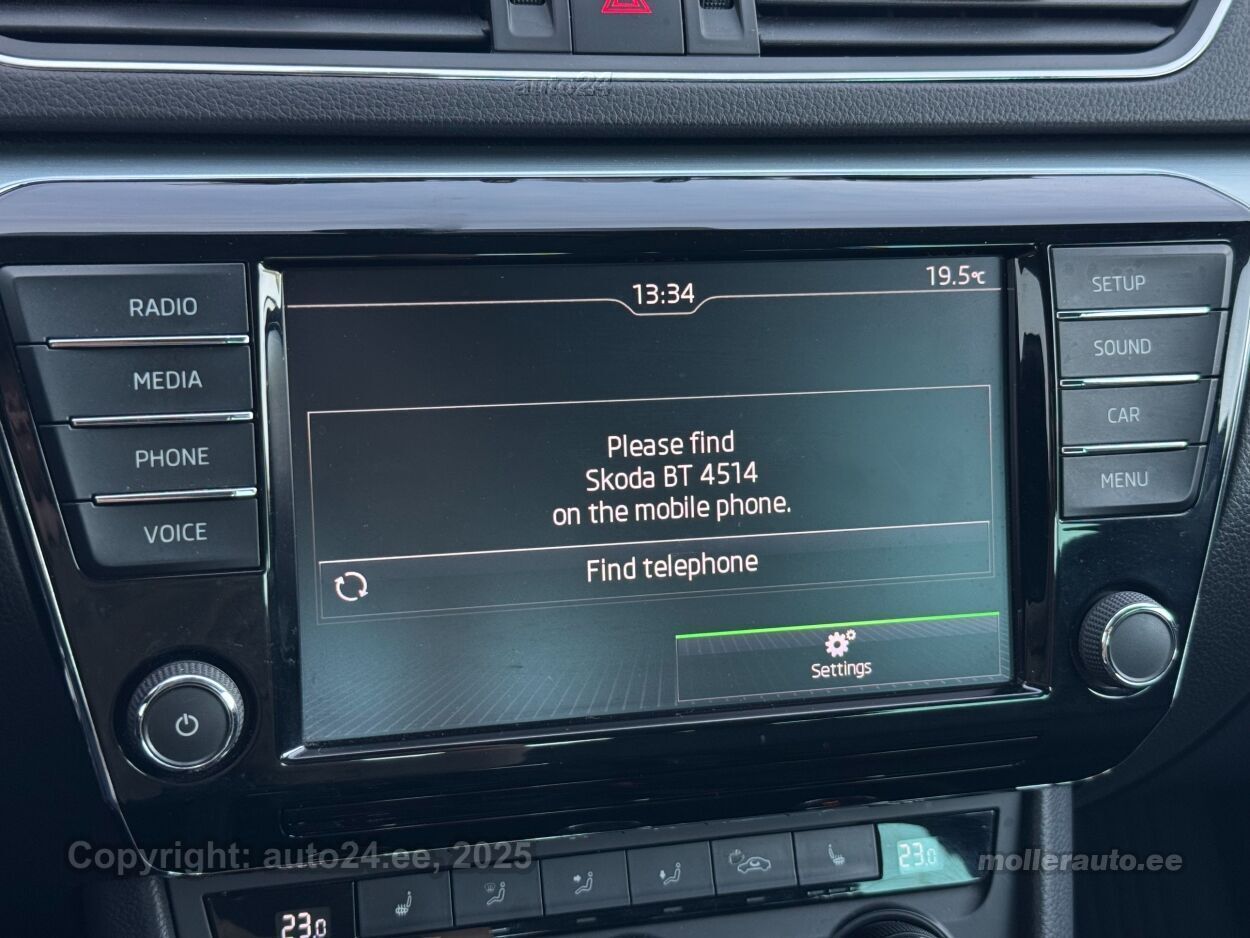 auto24
13:34
19.5°C
RADIO
MEDIA
PHONE
VOICE
SETUP
SOUND
CAR
MENU
Please find
Skoda BT 4514
on the mobile phone.
Find telephone
Settings
Copyright: auto24.ee, 2025
mollerauto.ee
23.0
23.0